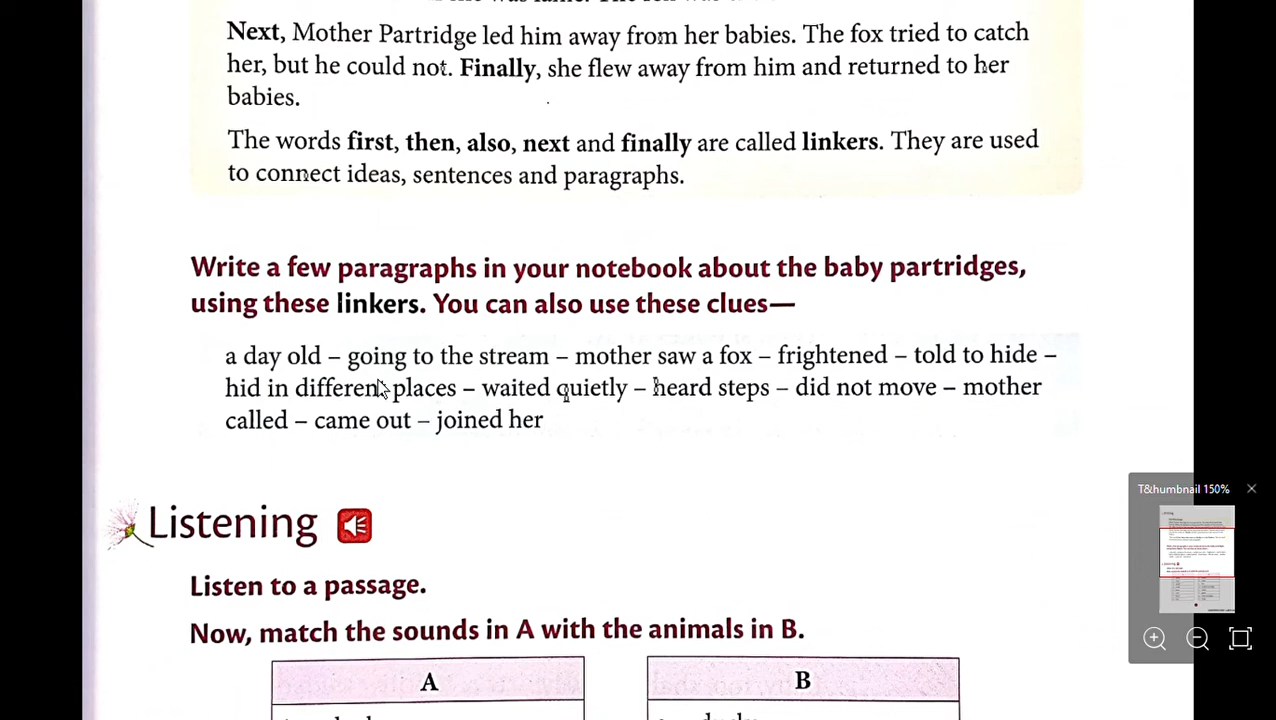 Next, Mother Partridge led him away from her babies. The fox tried to catch
her, but he could not. Finally, she flew away from him and returned to her
babies.
The words first, then, also, next and finally are called linkers. They are used
to connect ideas, sentences and paragraphs.
Write a few paragraphs in your notebook about the baby partridges,
using these linkers. You can also use these clues—
a day old – going to the stream – mother saw a fox – frightened – told to hide –
hid in different places – waited quietly – heard steps – did not move – mother
called – came out – joined her
T&humbnail 150%
Listening
Listen to a passage.
Now, match the sounds in A with the animals in B.
A B